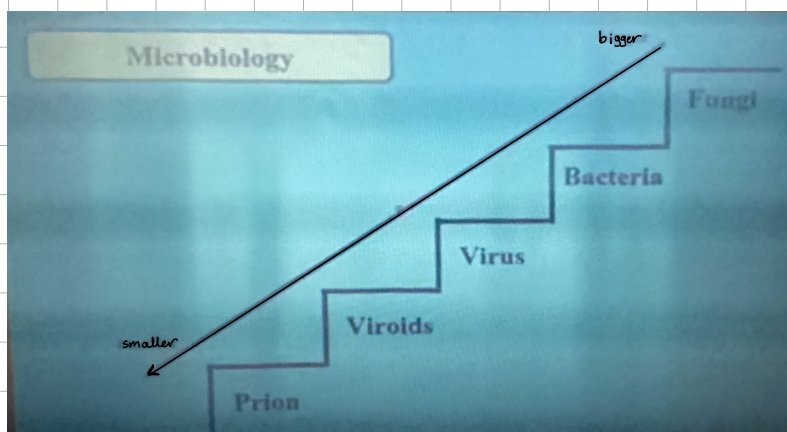 Microbiology
bigger
Fungi
Bacteria
Virus
Viroids
smaller
Prion